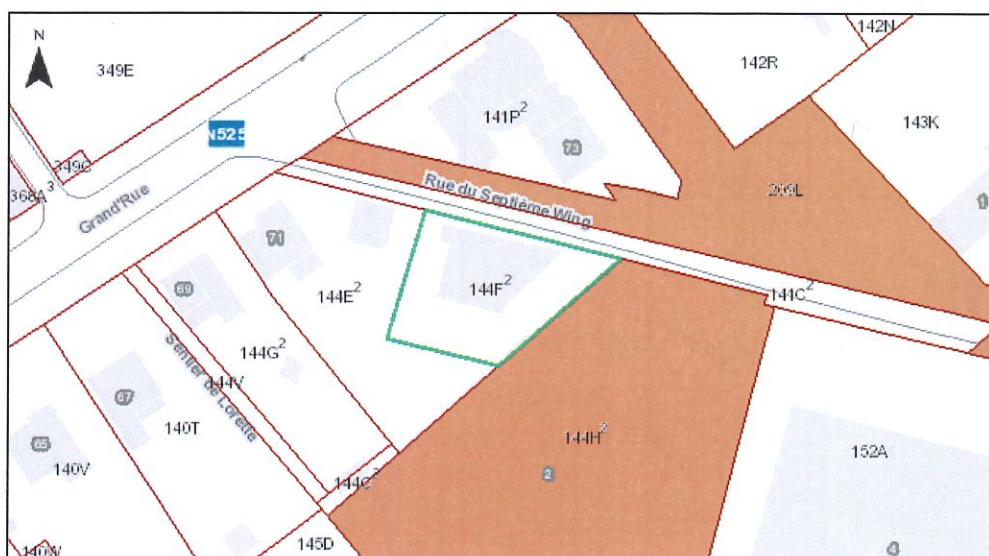 N
142N
349E
142R
141P²
143K
N525
73
349C
368A³
Grand'Rue
Rue du Septième Wing
71
144E²
144F²
141C²
69
144G²
144V
Sentier de Lorette
67
140T
65
140V
144H²
2
152A
144C²
145D
140W
4